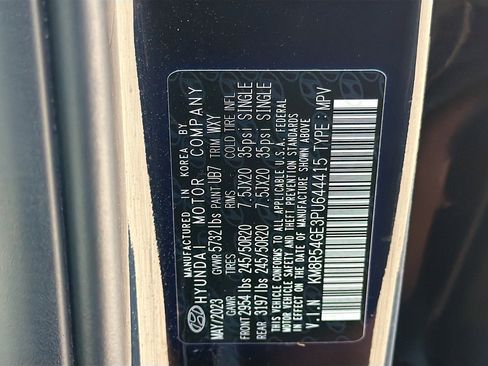 MANUFACTURED IN KOREA BY
HYUNDAI MOTOR COMPANY
MAY/2023 GVWR 5732 lbs PAINT:UB7 TRIM WXY
GAWR TIRES RIMS COLD TIRE INFL
FRONT 2954 lbs 245/50R20 7.5JX20 35psi SINGLE
REAR 3197 lbs 245/50R20 7.5JX20 35psi SINGLE
THIS VEHICLE CONFORMS TO ALL APPLICABLE U.S.A. FEDERAL
MOTOR VEHICLE SAFETY AND THEFT PREVENTION STANDARDS
IN EFFECT ON THE DATE OF MANUFACTURE SHOWN ABOVE.
V.I.N KM8R54GE3PU644415 TYPE: MPV